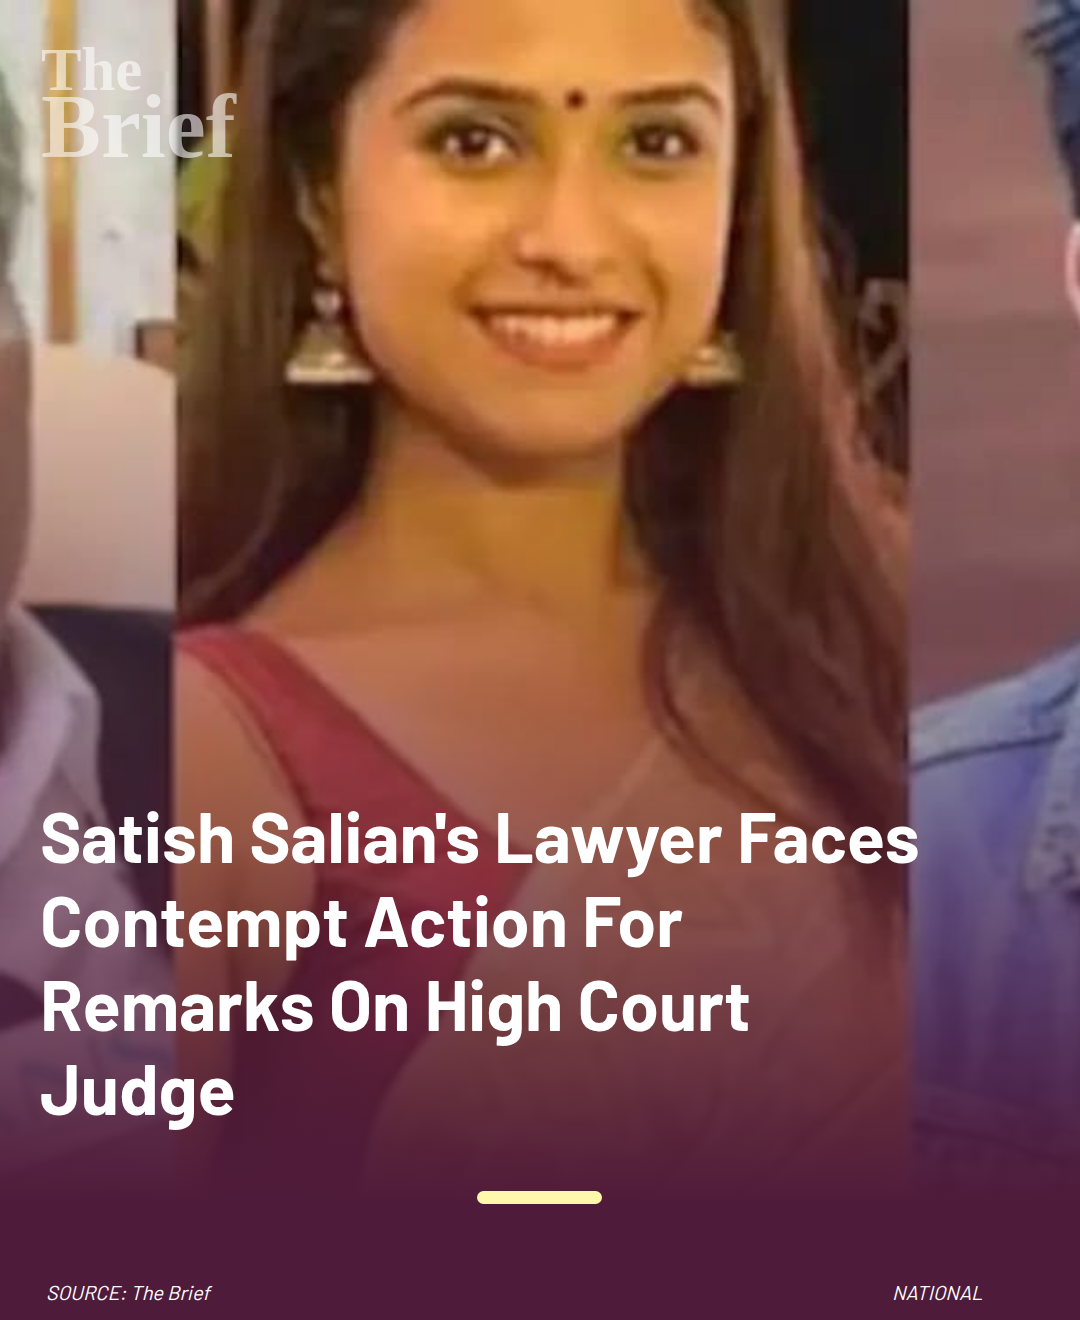 The
Brief
Satish Salian's Lawyer Faces
Contempt Action For
Remarks On High Court
Judge
SOURCE: The Brief
NATIONAL